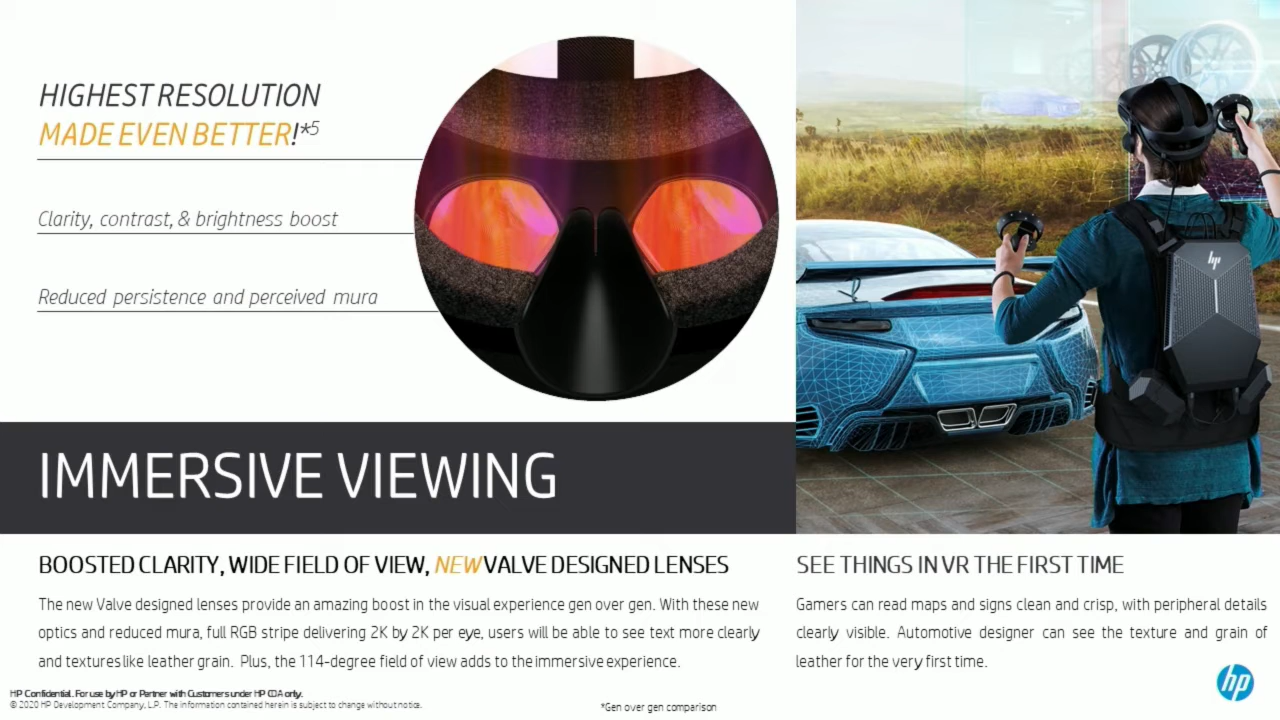 HIGHEST RESOLUTION
MADE EVEN BETTER!*5
Clarity, contrast, & brightness boost
Reduced persistence and perceived mura
hp
IMMERSIVE VIEWING
BOOSTED CLARITY, WIDE FIELD OF VIEW, NEW VALVE DESIGNED LENSES
The new Valve designed lenses provide an amazing boost in the visual experience gen over gen. With these new
optics and reduced mura, full RGB stripe delivering 2K by 2K per eye, users will be able to see text more clearly
and textures like leather grain. Plus, the 114-degree field of view adds to the immersive experience.
SEE THINGS IN VR THE FIRST TIME
Gamers can read maps and signs clean and crisp, with peripheral details
clearly visible. Automotive designer can see the texture and grain of
leather for the very first time.
HP Confidential. For use by HP or Partner with Customers under HP CDA only.
© 2020 HP Development Company, L.P. The information contained herein is subject to change without notice.
*Gen over gen comparison
hp